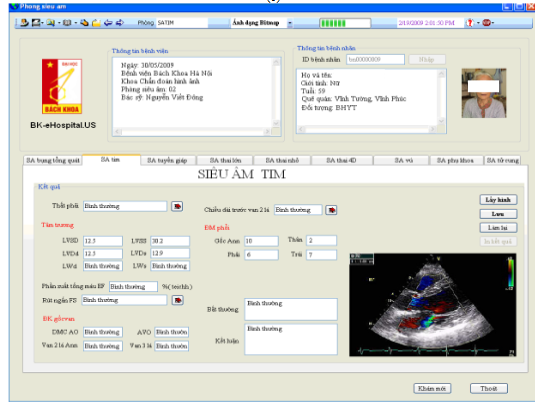 Phong sieu am
Phòng SATIM
Ảnh dạng Bitmap
2/19/2009 2:01:50 PM
Thông tin bệnh viện
Ngày: 30/05/2009
Bệnh viện Bách Khoa Hà Nội
Khoa Chẩn đoán hình ảnh
Phòng siêu âm: 02
Bác sỹ: Nguyễn Viết Đông
BÁCH KHOA
BK-eHospital.US
Thông tin bệnh nhân
ID bệnh nhân
Nhập
Họ và tên:
Giới tính: Nữ
Tuổi: 59
Quê quán: Vĩnh Tường, Vĩnh Phúc
Đối tượng: BHYT
SA bụng tổng quát SA tim SA tuyến giáp SA thai lớn SA thai nhỏ SA thai 4D SA vú SA phụ khoa SA tử cung
SIÊU ÂM TIM
Kết quả
Thất phải Bình thường
Chiều dài trước van 2 lá Bình thường
Tâm trương
LVSD 12.5 LVSS 30.2
LVDd 12.5 LVDs 12.9
LWd Bình thường LWs Bình thường
ĐM phổi
Gốc Ann 10 Thân 2
Phải 6 Trái 7
Phân suất tống máu EF Bình thường %(teichh)
Rút ngắn FS Bình thường
ĐK gốc van
DMC AO Bình thường AVO Bình thườn
Van 2 lá Ann Bình thường Van 3 lá Bình thườn
Bất thường Bình thường
Kết luận Bình thường
Lấy hình
Lưu
Làm lại
In kết quả
Khám mới Thoát